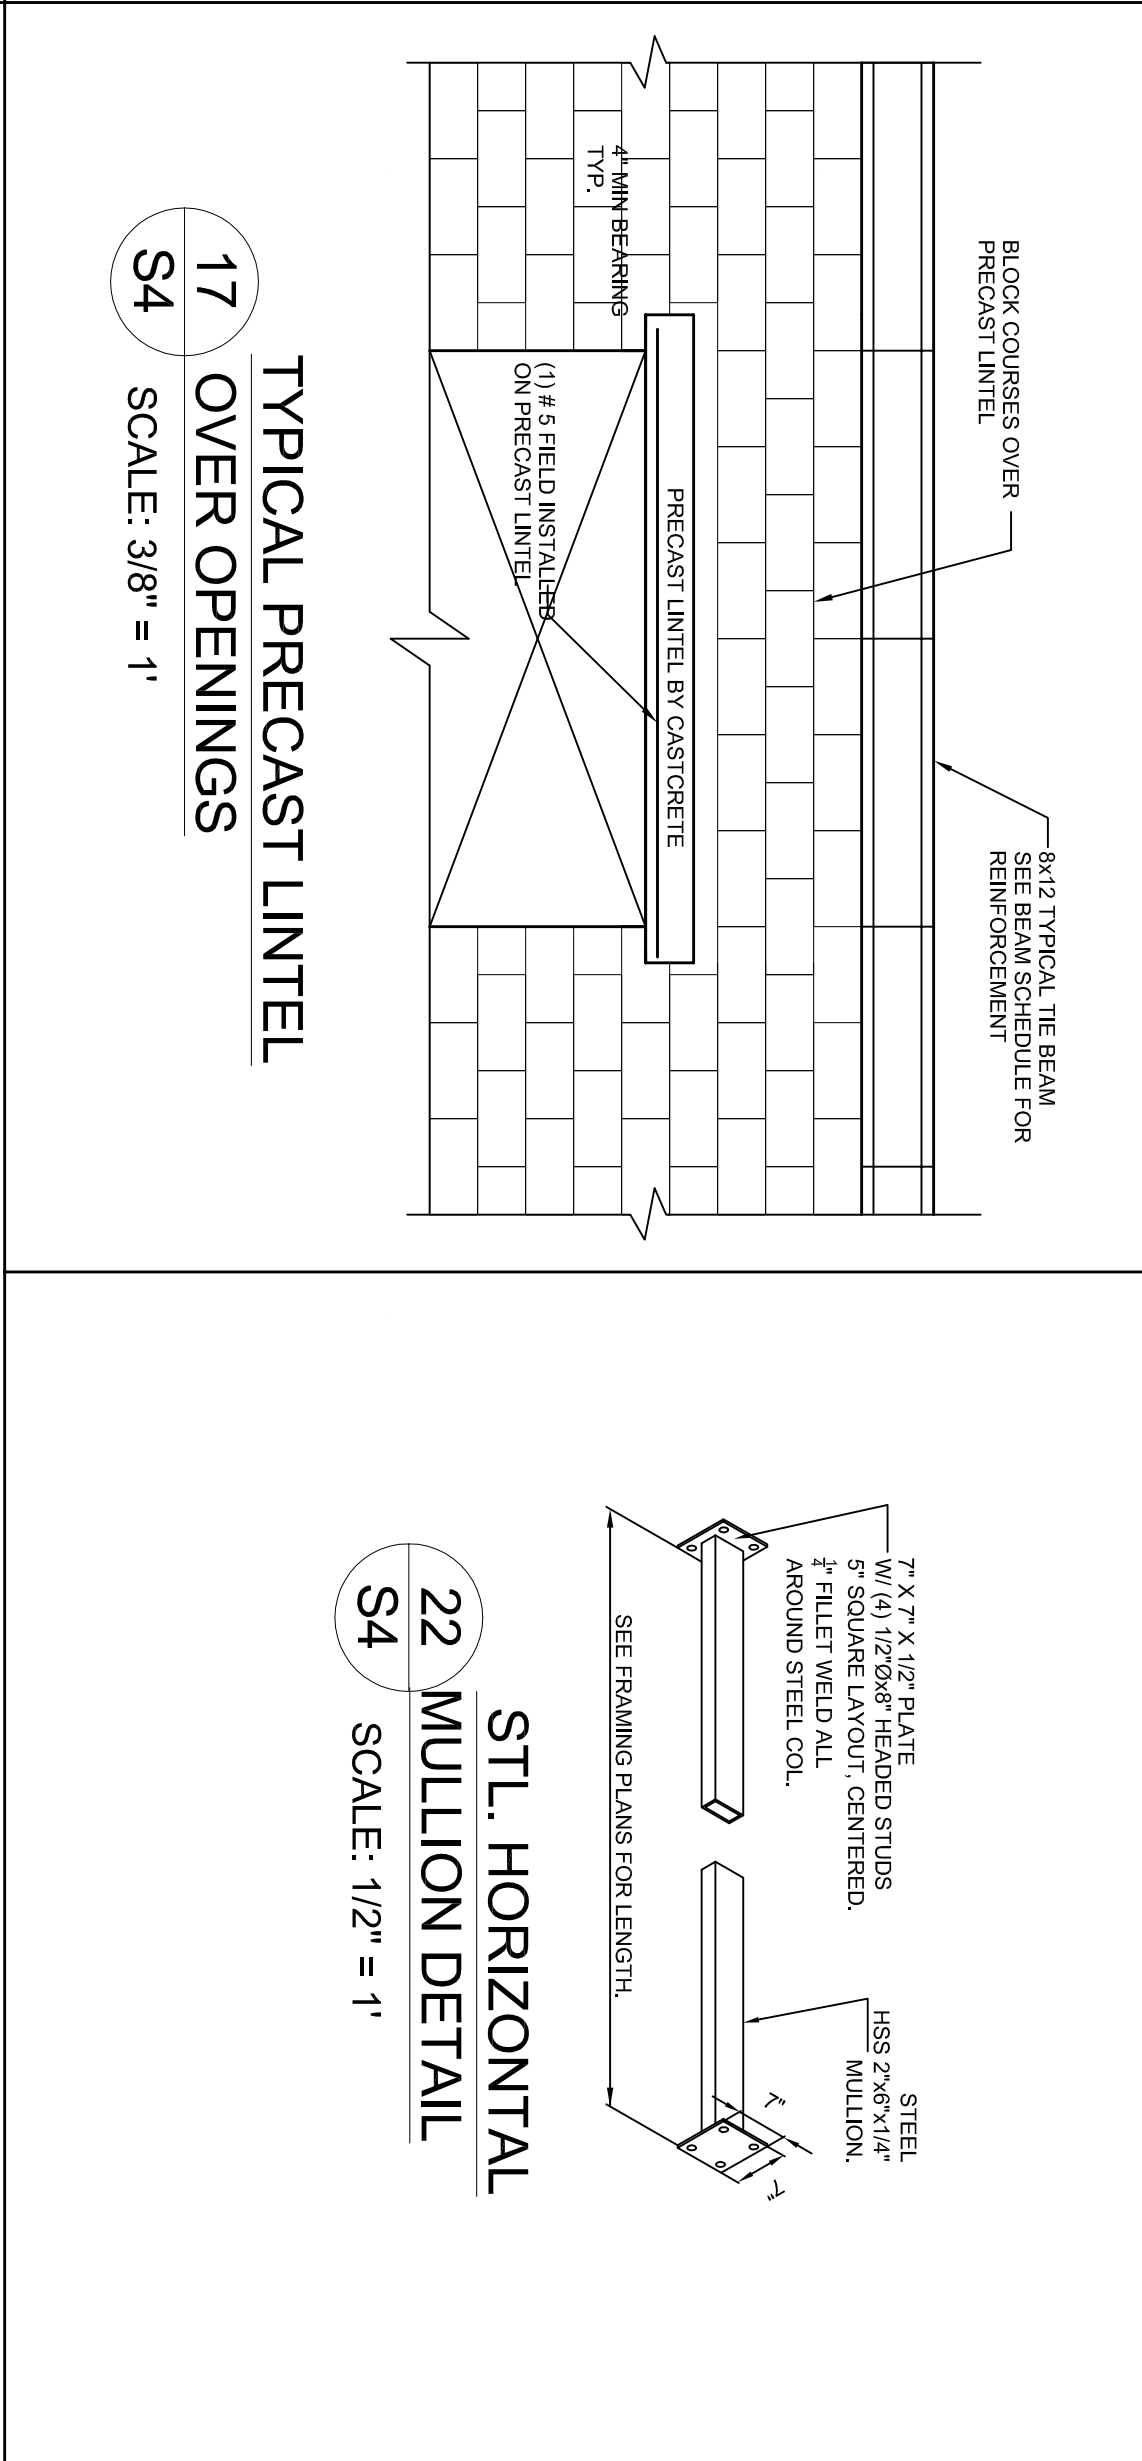 BLOCK COURSES OVER
PRECAST LINTEL
8x12 TYPICAL TIE BEAM
SEE BEAM SCHEDULE FOR
REINFORCEMENT
4" MIN BEARING
TYP.
PRECAST LINTEL BY CASTCRETE
(1) # 5 FIELD INSTALLED
ON PRECAST LINTEL
17
S4
TYPICAL PRECAST LINTEL
OVER OPENINGS
SCALE: 3/8" = 1'
7" X 7" X 1/2" PLATE
W/ (4) 1/2"Øx8" HEADED STUDS
5" SQUARE LAYOUT, CENTERED.
1/4" FILLET WELD ALL
AROUND STEEL COL.
STEEL
HSS 2"x6"x1/4"
MULLION.
7"
7"
SEE FRAMING PLANS FOR LENGTH.
22
S4
STL. HORIZONTAL
MULLION DETAIL
SCALE: 1/2" = 1'